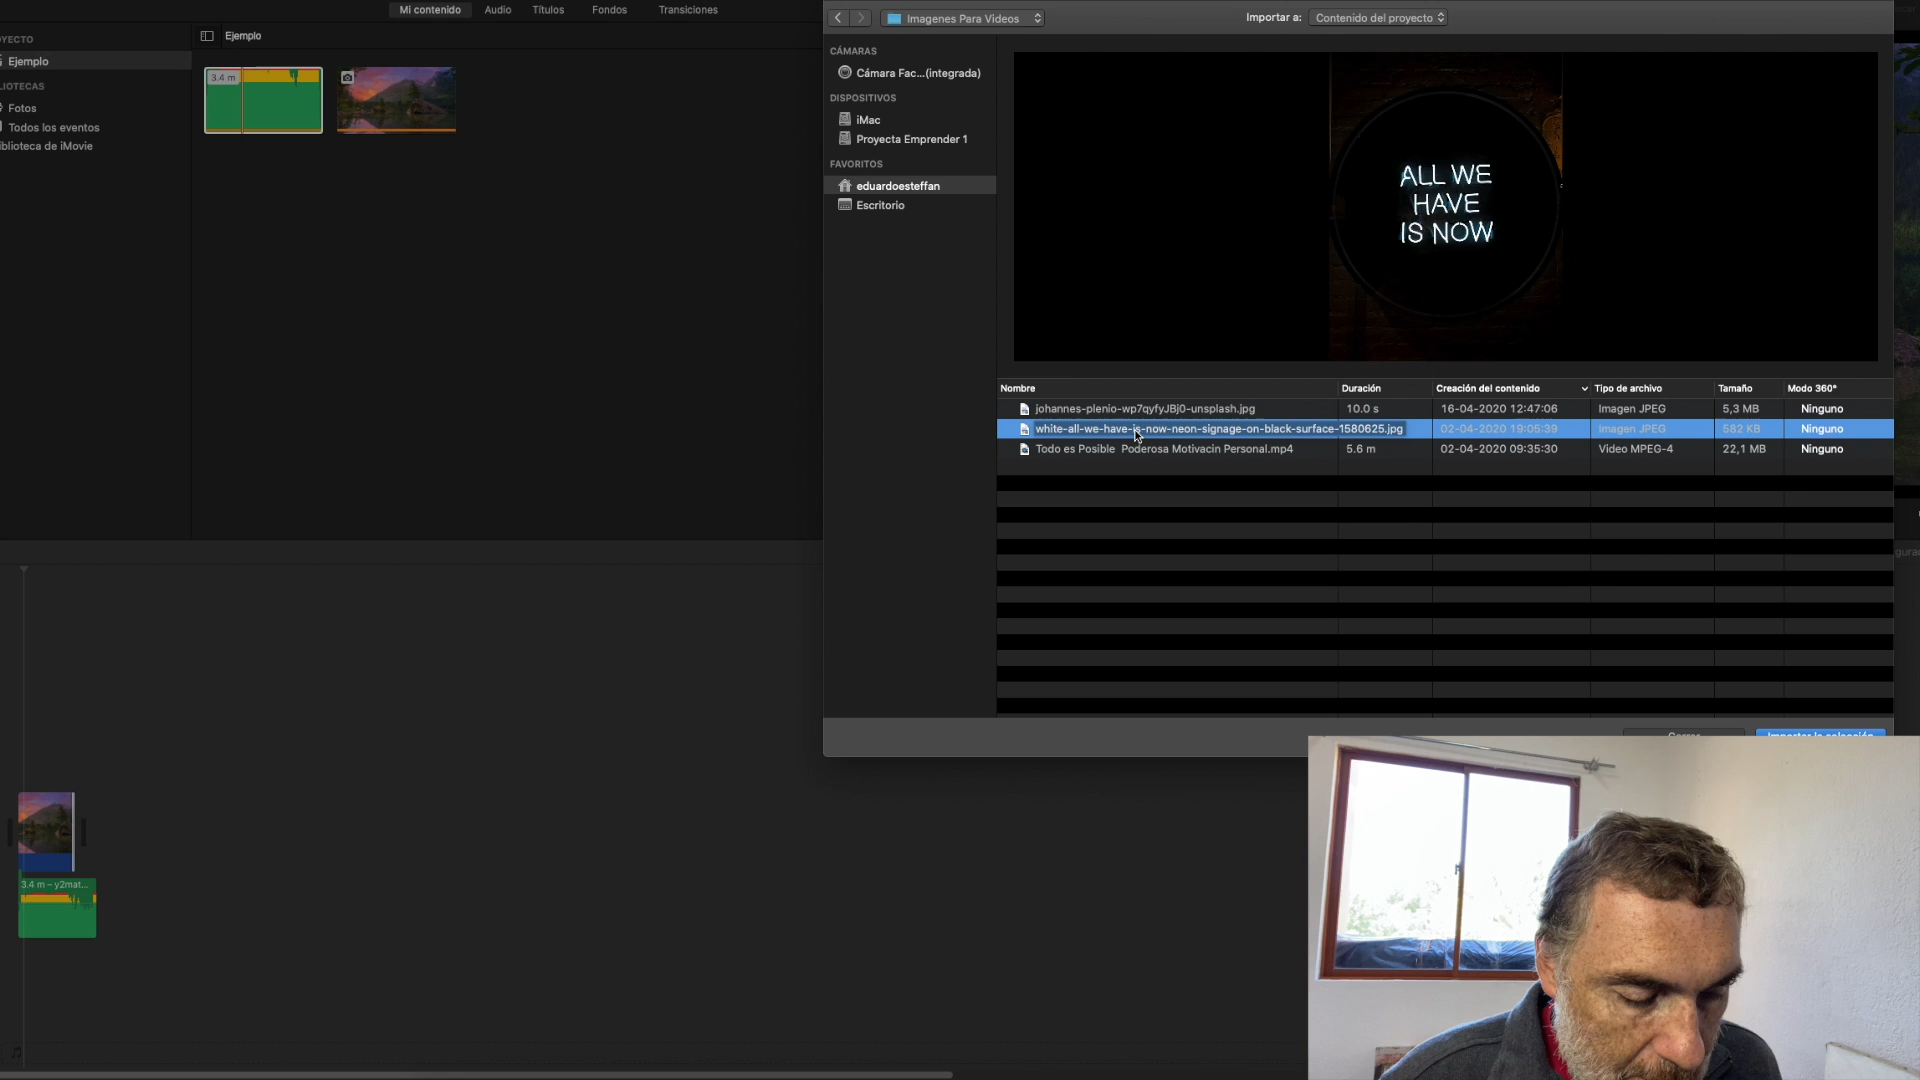 Mi contenido
Audio
Títulos
Fondos
Transiciones
Ejemplo
Ejemplo
Fotos
Todos los eventos
de iMovie
3.4 m
3.4 m – y2mat...
Imagenes Para Videos
Importar a:
Contenido del proyecto
CÁMARAS
Cámara Fac...(integrada)
DISPOSITIVOS
iMac
Proyecta Emprender 1
FAVORITOS
eduardoesteffan
Escritorio
ALL WE
HAVE
IS NOW
Nombre Duración Creación del contenido Tipo de archivo Tamaño Modo 360°
johannes-plenio-wp7qyfyJBj0-unsplash.jpg 10.0 s 16-04-2020 12:47:06 Imagen JPEG 5,3 MB Ninguno
white-all-we-have-is-now-neon-signage-on-black-surface-1580625.jpg 02-04-2020 19:05:39 Imagen JPEG 582 KB Ninguno
Todo es Posible Poderosa Motivacin Personal.mp4 5.6 m 02-04-2020 09:35:30 Video MPEG-4 22,1 MB Ninguno